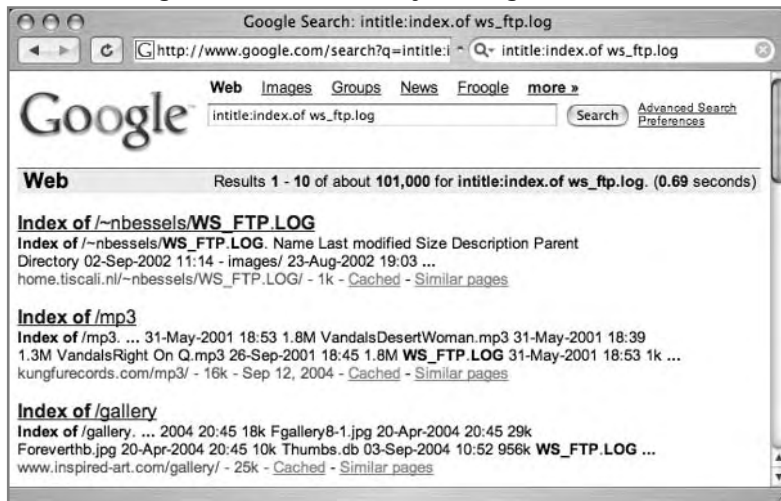 Google Search: intitle:index.of ws_ftp.log
G http://www.google.com/search?q=intitle:i
Q intitle:index.of ws_ftp.log
Web Images Groups News Froogle more »
Google
intitle:index.of ws_ftp.log
Search
Advanced Search
Preferences
Web Results 1 - 10 of about 101,000 for intitle:index.of ws_ftp.log. (0.69 seconds)
Index of /~nbessels/WS_FTP.LOG
Index of /~nbessels/WS_FTP.LOG. Name Last modified Size Description Parent
Directory 02-Sep-2002 11:14 - images/ 23-Aug-2002 19:03 ...
home.tiscali.nl/~nbessels/WS_FTP.LOG/ - 1k - Cached - Similar pages
Index of /mp3
Index of /mp3. ... 31-May-2001 18:53 1.8M VandalsDesertWoman.mp3 31-May-2001 18:39
1.3M VandalsRight On Q.mp3 26-Sep-2001 18:45 1.8M WS_FTP.LOG 31-May-2001 18:53 1k ...
kungfurecords.com/mp3/ - 16k - Sep 12, 2004 - Cached - Similar pages
Index of /gallery
Index of /gallery. ... 2004 20:45 18k Fgallery8-1.jpg 20-Apr-2004 20:45 29k
Foreverthb.jpg 20-Apr-2004 20:45 10k Thumbs.db 03-Sep-2004 10:52 956k WS_FTP.LOG ...
www.inspired-art.com/gallery/ - 25k - Cached - Similar pages